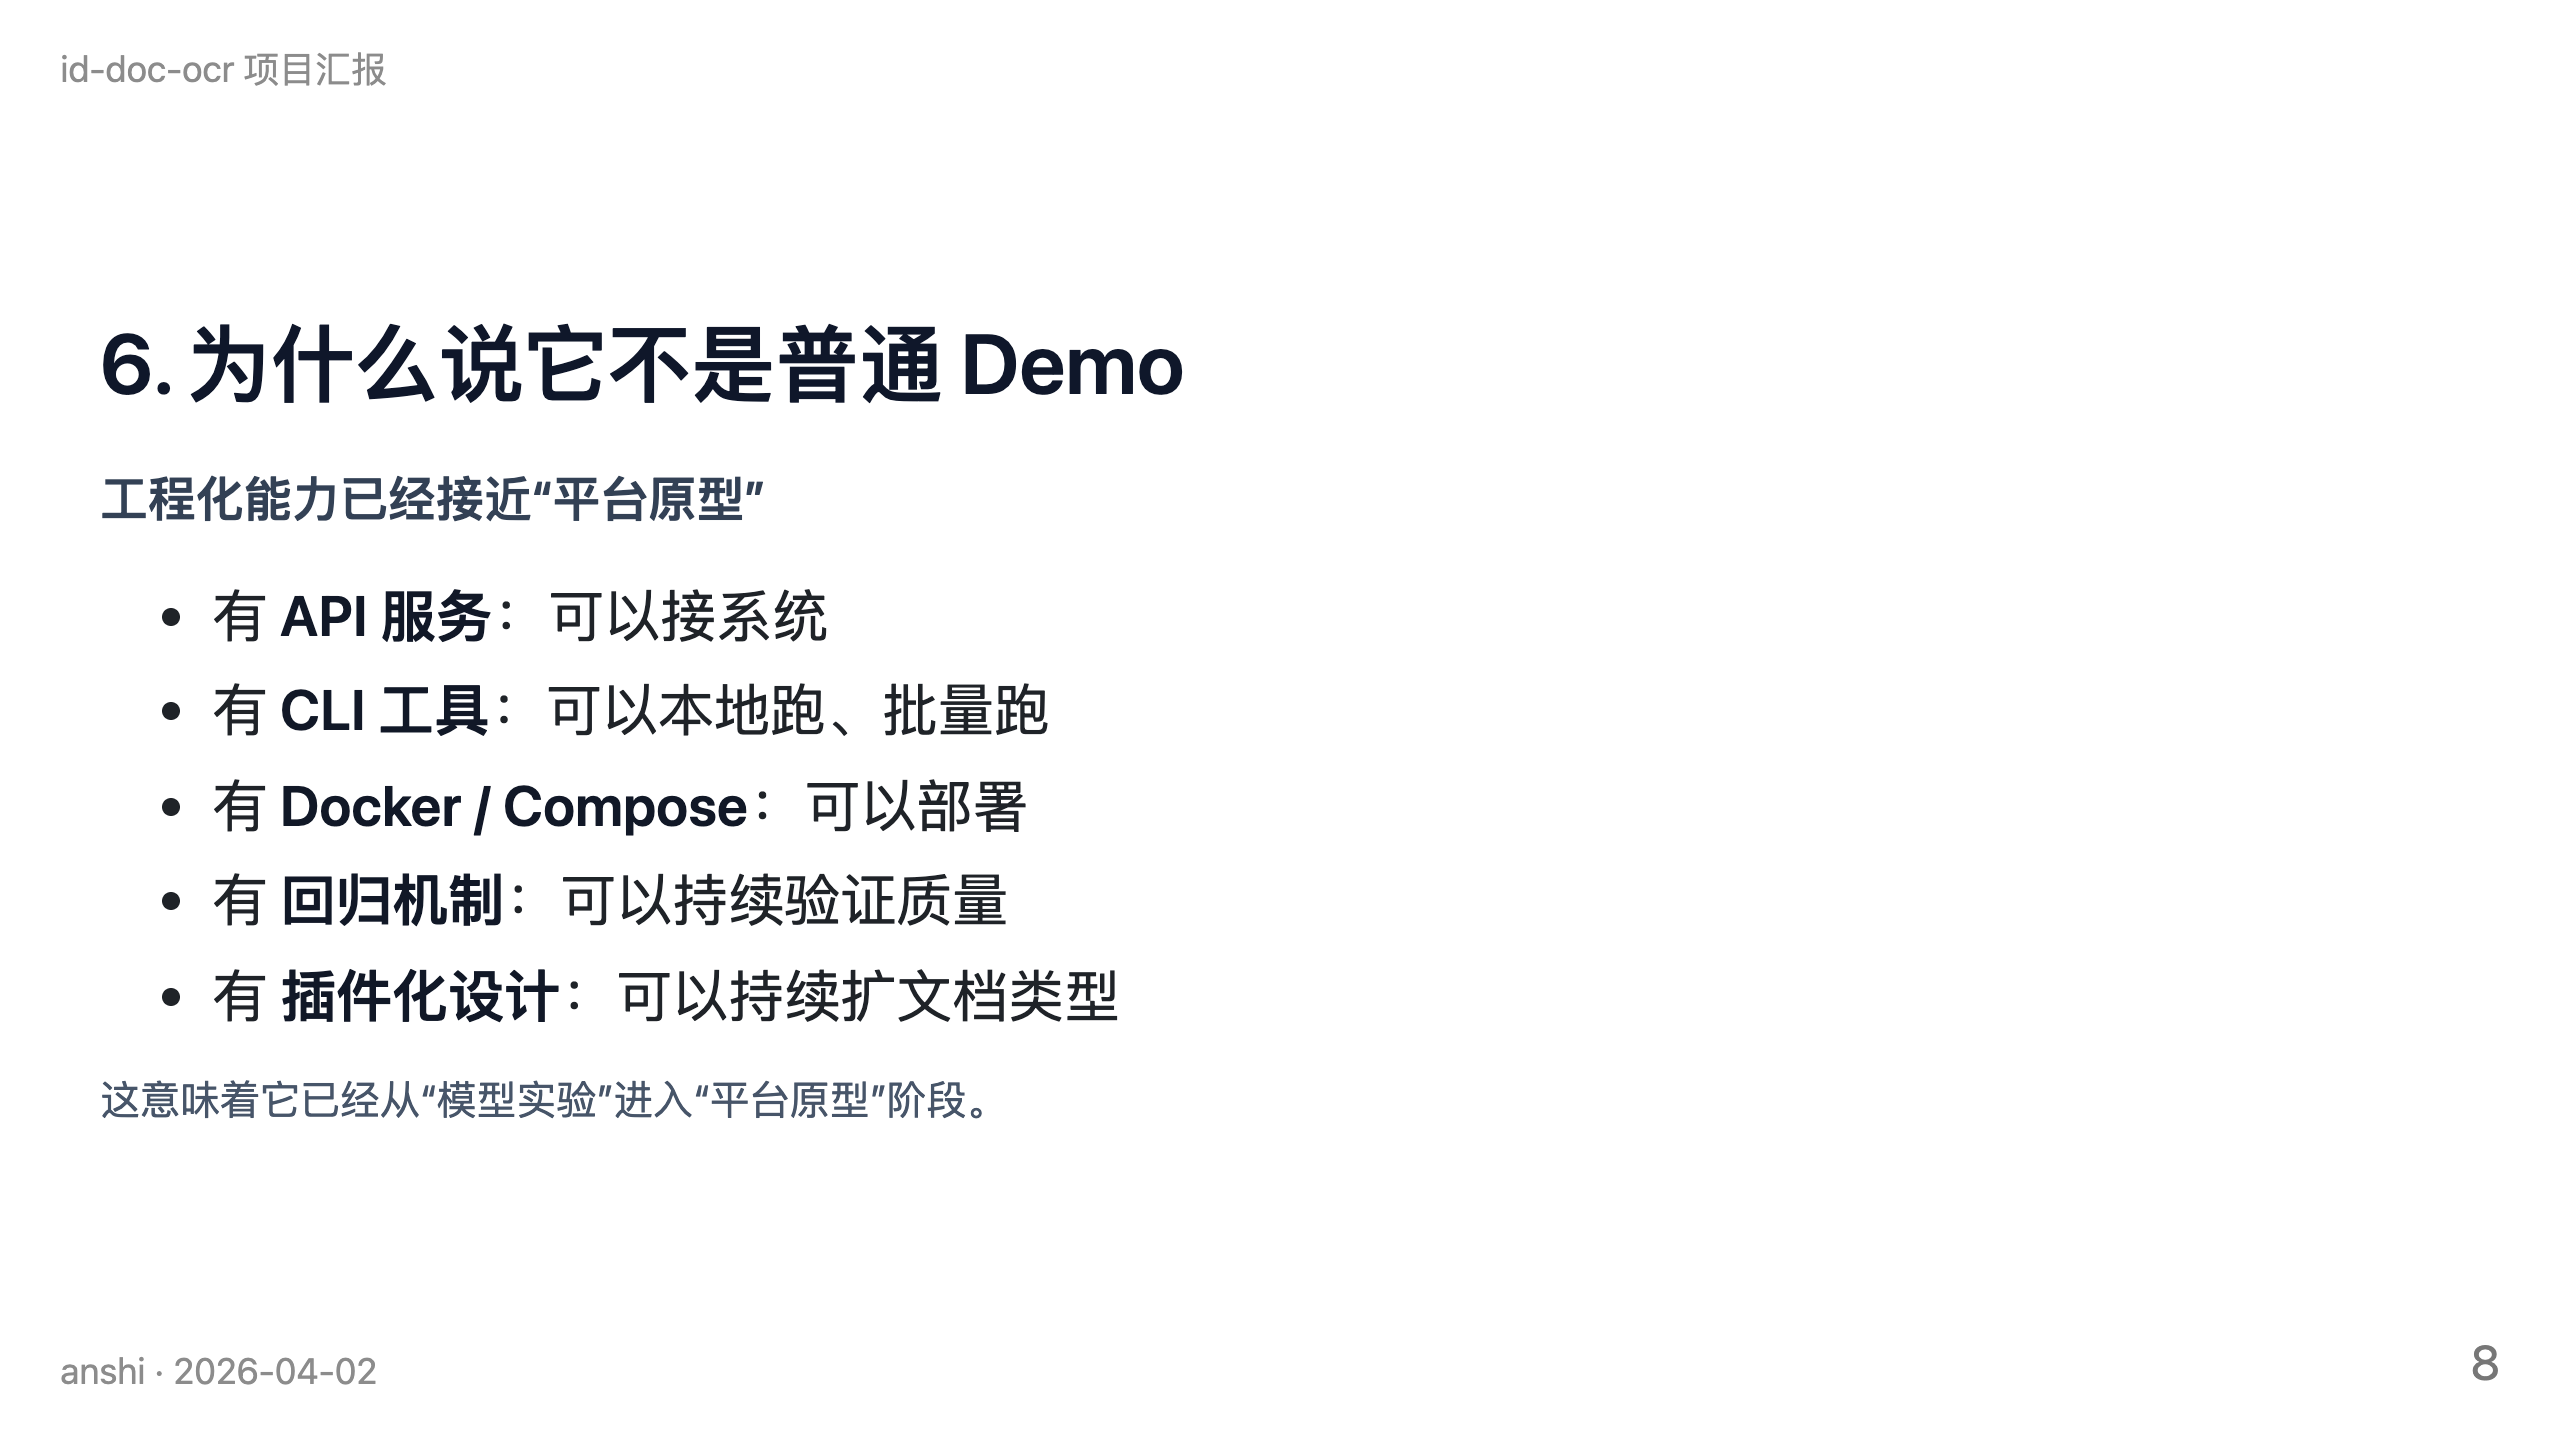 id-doc-ocr 项目汇报
6. 为什么说它不是普通 Demo
工程化能力已经接近“平台原型”
• 有 API 服务：可以接系统
• 有 CLI 工具：可以本地跑、批量跑
• 有 Docker / Compose：可以部署
• 有 回归机制：可以持续验证质量
• 有 插件化设计：可以持续扩文档类型
这意味着它已经从“模型实验”进入“平台原型”阶段。
anshi · 2026-04-02
8